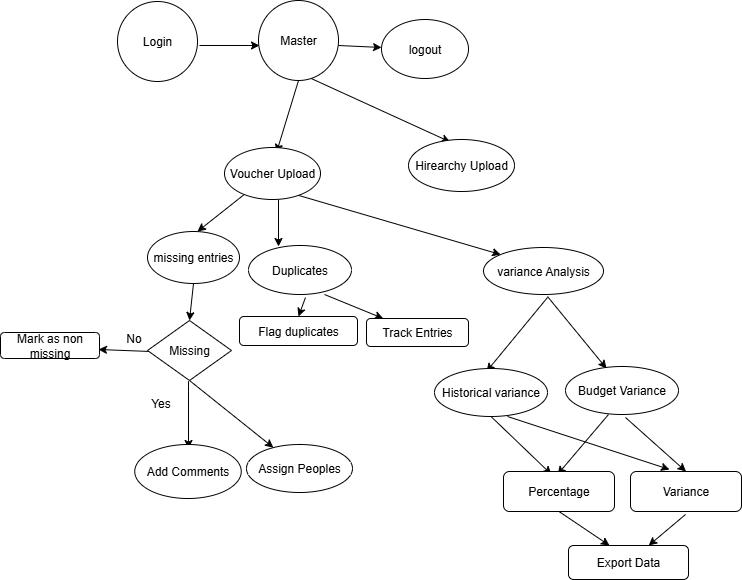 Login
Master
logout
Hirearchy Upload
Voucher Upload
missing entries
Duplicates
variance Analysis
Flag duplicates
Track Entries
Mark as non
missing
No
Missing
Historical variance
Budget Variance
Yes
Add Comments
Assign Peoples
Percentage
Variance
Export Data